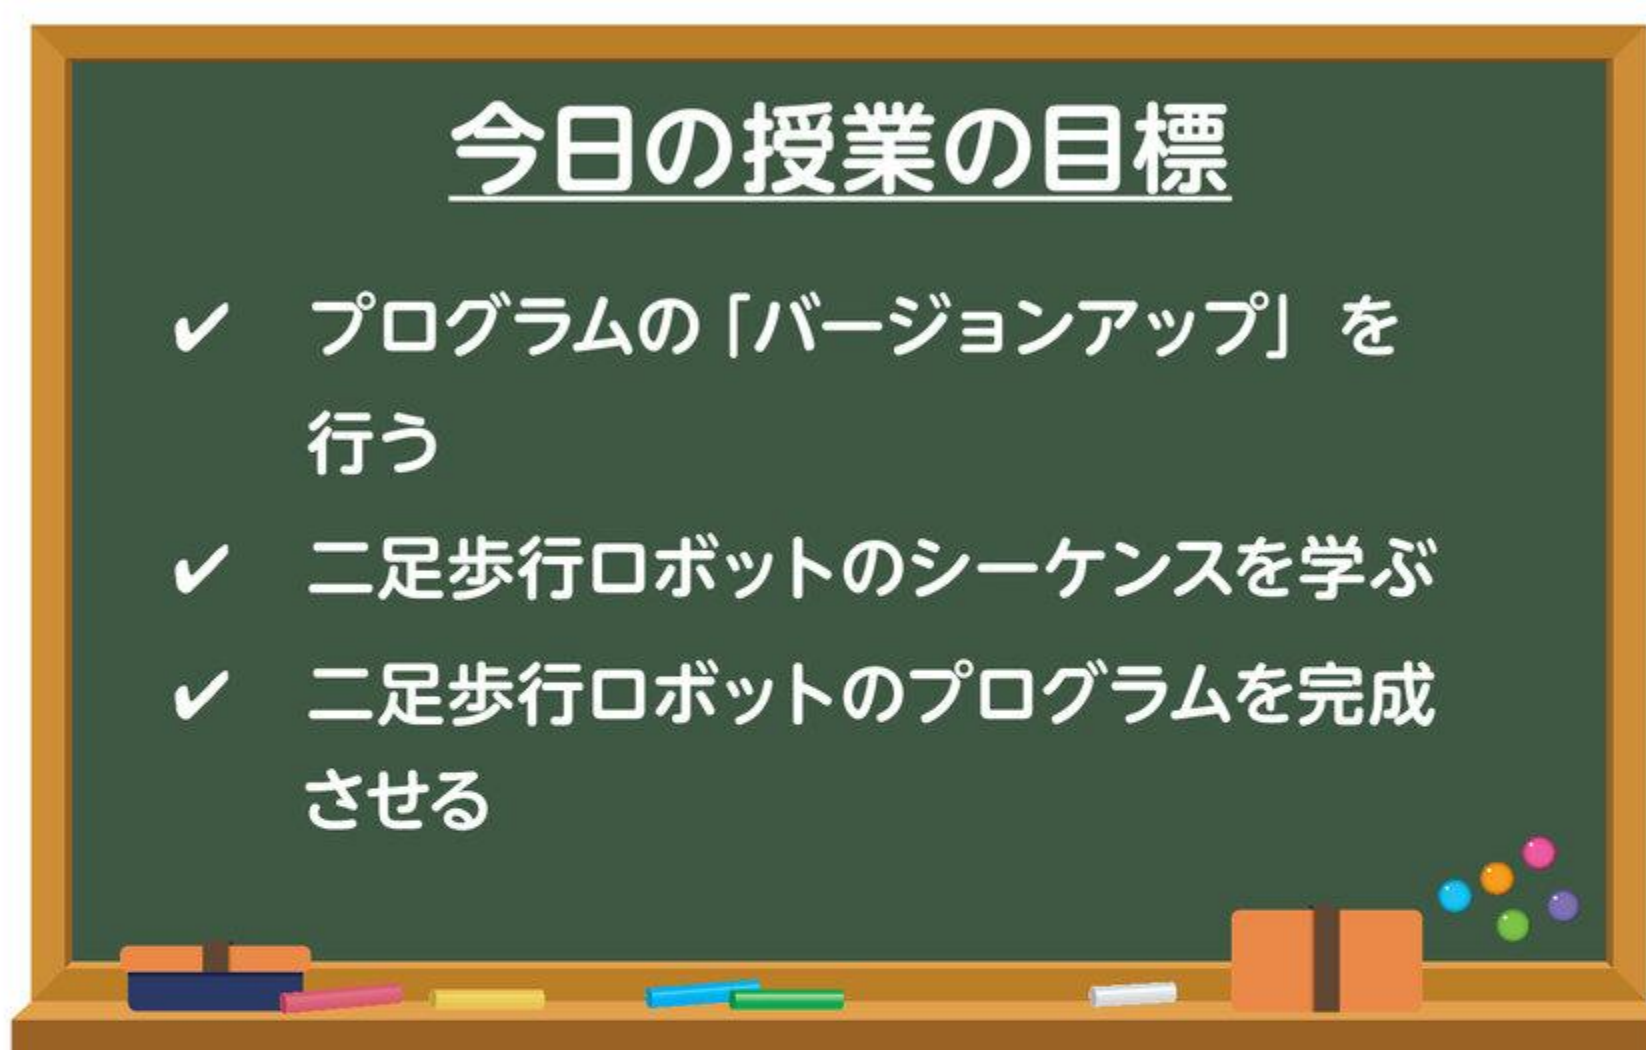 今日の授業の目標
✔ プログラムの「バージョンアップ」を
行う
✔ 二足歩行ロボットのシーケンスを学ぶ
✔ 二足歩行ロボットのプログラムを完成
させる